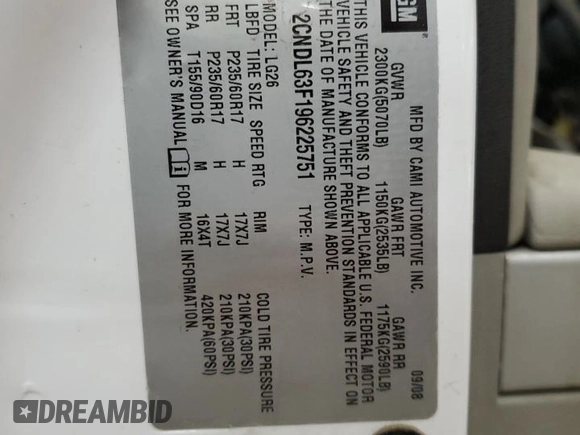 GM
MFD BY CAMI AUTOMOTIVE INC. 09/08
GVWR GAWR FRT GAWR RR
2300KG(5070LB) 1150KG(2535LB) 1175KG(2590LB)
THIS VEHICLE CONFORMS TO ALL APPLICABLE U.S. FEDERAL MOTOR
VEHICLE SAFETY AND THEFT PREVENTION STANDARDS IN EFFECT ON
THE DATE OF MANUFACTURE SHOWN ABOVE.
2CNDL63F196225751 TYPE: M.P.V.
MODEL: LG26
LBFD TIRE SIZE SPEED RTG RIM COLD TIRE PRESSURE
FRT P235/60R17 H 17X7J 210KPA(30PSI)
RR P235/60R17 H 17X7J 210KPA(30PSI)
SPA T155/90D16 M 16X4T 420KPA(60PSI)
SEE OWNER'S MANUAL FOR MORE INFORMATION.
DREAMBID